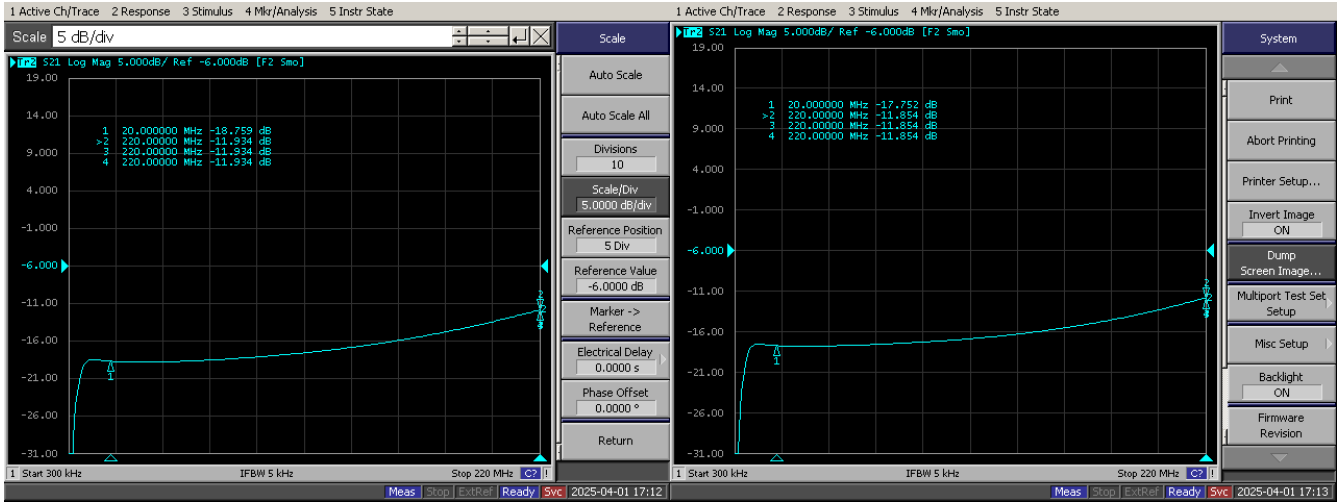 1 Active Ch/Trace 2 Response 3 Stimulus 4 Mkr/Analysis 5 Instr State
Scale 5 dB/div
Tr2 S21 Log Mag 5.000dB/ Ref -6.000dB [F2 Smo]
19.00
14.00
9.000
4.000
-1.000
-6.000
-11.00
-16.00
-21.00
-26.00
-31.00
1 20.000000 MHz -18.759 dB
>2 220.00000 MHz -11.934 dB
3 220.00000 MHz -11.934 dB
4 220.00000 MHz -11.934 dB
1
1 Start 300 kHz IFBW 5 kHz Stop 220 MHz C? !
Scale
Auto Scale
Auto Scale All
Divisions
10
Scale/Div
5.0000 dB/div
Reference Position
5 Div
Reference Value
-6.0000 dB
Marker ->
Reference
Electrical Delay
0.0000 s
Phase Offset
0.0000 °
Return
Meas Stop ExtRef Ready Svc 2025-04-01 17:12
1 Active Ch/Trace 2 Response 3 Stimulus 4 Mkr/Analysis 5 Instr State
Tr2 S21 Log Mag 5.000dB/ Ref -6.000dB [F2 Smo]
19.00
14.00
9.000
4.000
-1.000
-6.000
-11.00
-16.00
-21.00
-26.00
-31.00
1 20.000000 MHz -17.752 dB
>2 220.00000 MHz -11.854 dB
3 220.00000 MHz -11.854 dB
4 220.00000 MHz -11.854 dB
1
1 Start 300 kHz IFBW 5 kHz Stop 220 MHz C? !
System
Print
Abort Printing
Printer Setup...
Invert Image
ON
Dump
Screen Image...
Multiport Test Set
Setup
Misc Setup
Backlight
ON
Firmware
Revision
Meas Stop ExtRef Ready Svc 2025-04-01 17:13